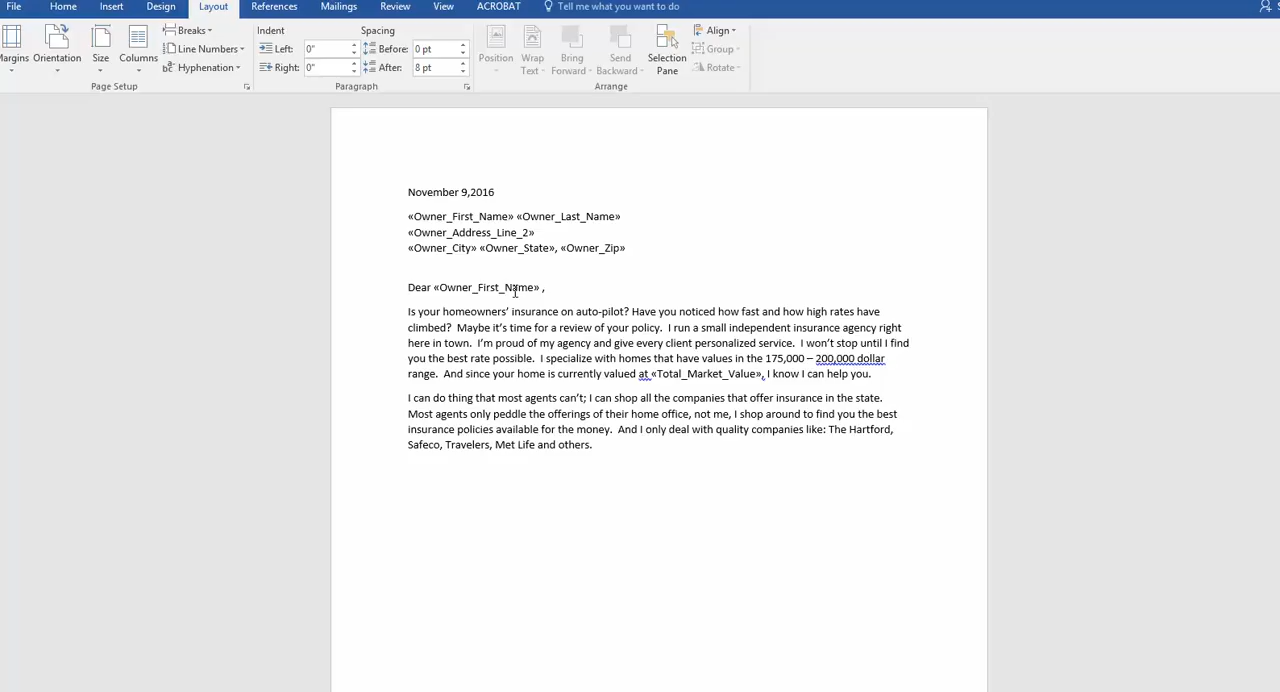 File Home Insert Design Layout References Mailings Review View ACROBAT Tell me what you want to do
Breaks Indent Spacing Align
Line Numbers Left: 0" Before: 0 pt Group
Margins Orientation Size Columns Position Wrap Bring Send Selection
Hyphenation Right: 0" After: 8 pt Text Forward Backward Pane Rotate
Page Setup Paragraph Arrange
November 9,2016
«Owner_First_Name» «Owner_Last_Name»
«Owner_Address_Line_2»
«Owner_City» «Owner_State», «Owner_Zip»
Dear «Owner_First_Name» ,
Is your homeowners’ insurance on auto-pilot? Have you noticed how fast and how high rates have
climbed?  Maybe it’s time for a review of your policy.  I run a small independent insurance agency right
here in town.  I’m proud of my agency and give every client personalized service.  I won’t stop until I find
you the best rate possible.  I specialize with homes that have values in the 175,000 – 200,000 dollar
range.  And since your home is currently valued at «Total_Market_Value», I know I can help you.
I can do thing that most agents can’t; I can shop all the companies that offer insurance in the state.
Most agents only peddle the offerings of their home office, not me, I shop around to find you the best
insurance policies available for the money.  And I only deal with quality companies like: The Hartford,
Safeco, Travelers, Met Life and others.